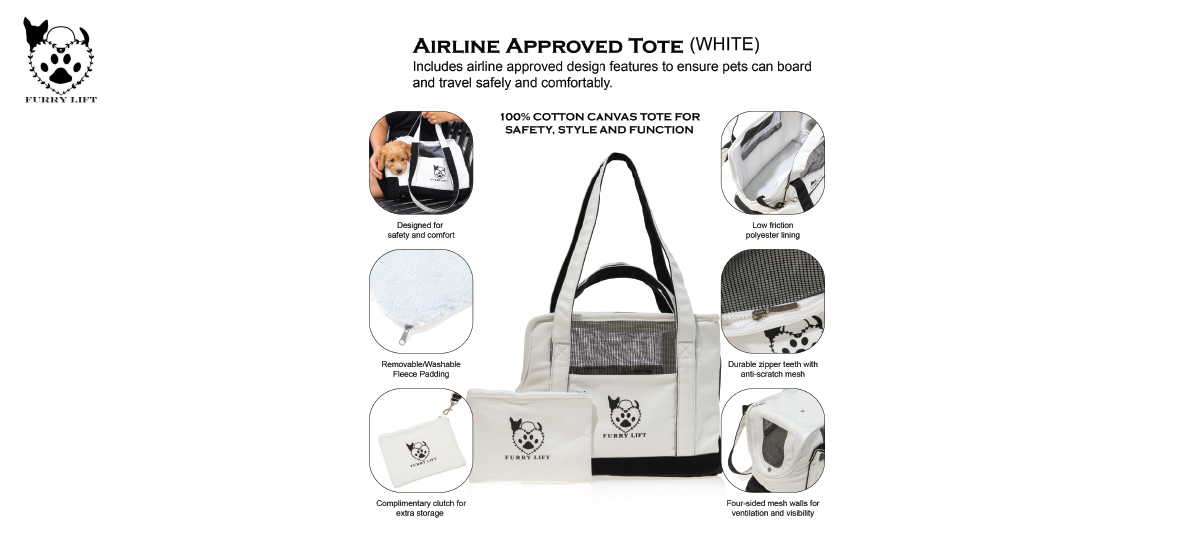 FURRY LIFT
AIRLINE APPROVED TOTE (WHITE)
Includes airline approved design features to ensure pets can board
and travel safely and comfortably.
100% COTTON CANVAS TOTE FOR
SAFETY, STYLE AND FUNCTION
Designed for
safety and comfort
Low friction
polyester lining
Removable/Washable
Fleece Padding
Durable zipper teeth with
anti-scratch mesh
FURRY LIFT
FURRY LIFT
FURRY LIFT
Complimentary clutch for
extra storage
Four-sided mesh walls for
ventilation and visibility